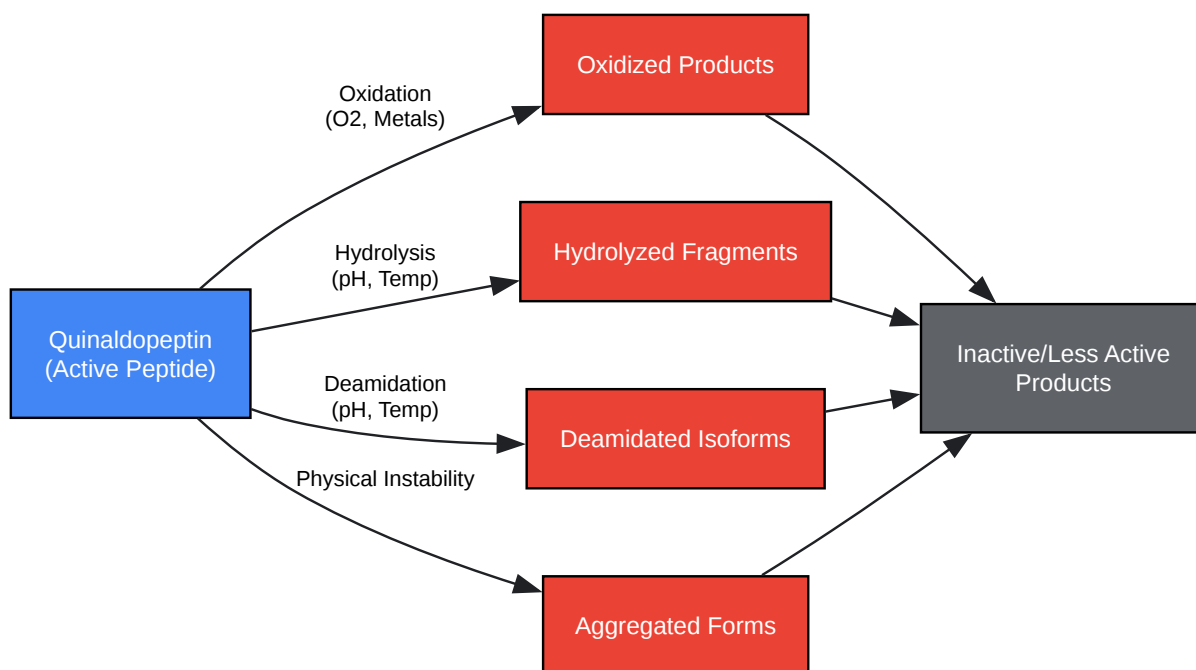 Oxidized Products
Oxidation
(O2, Metals)
Hydrolyzed Fragments
Hydrolysis
(pH, Temp)
Quinaldopeptin
(Active Peptide)
Inactive/Less Active
Products
Deamidation
(pH, Temp)
Deamidated Isoforms
Physical Instability
Aggregated Forms